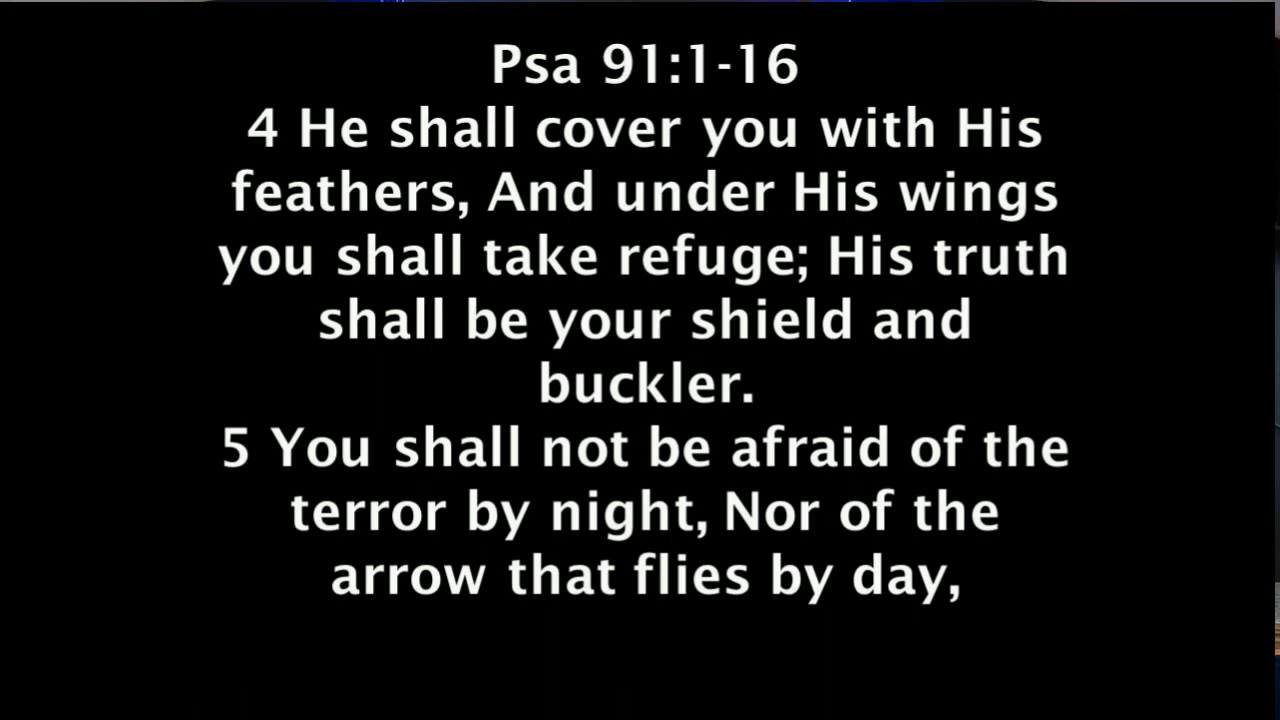 Psa 91:1-16
4 He shall cover you with His
feathers, And under His wings
you shall take refuge; His truth
shall be your shield and
buckler.
5 You shall not be afraid of the
terror by night, Nor of the
arrow that flies by day,